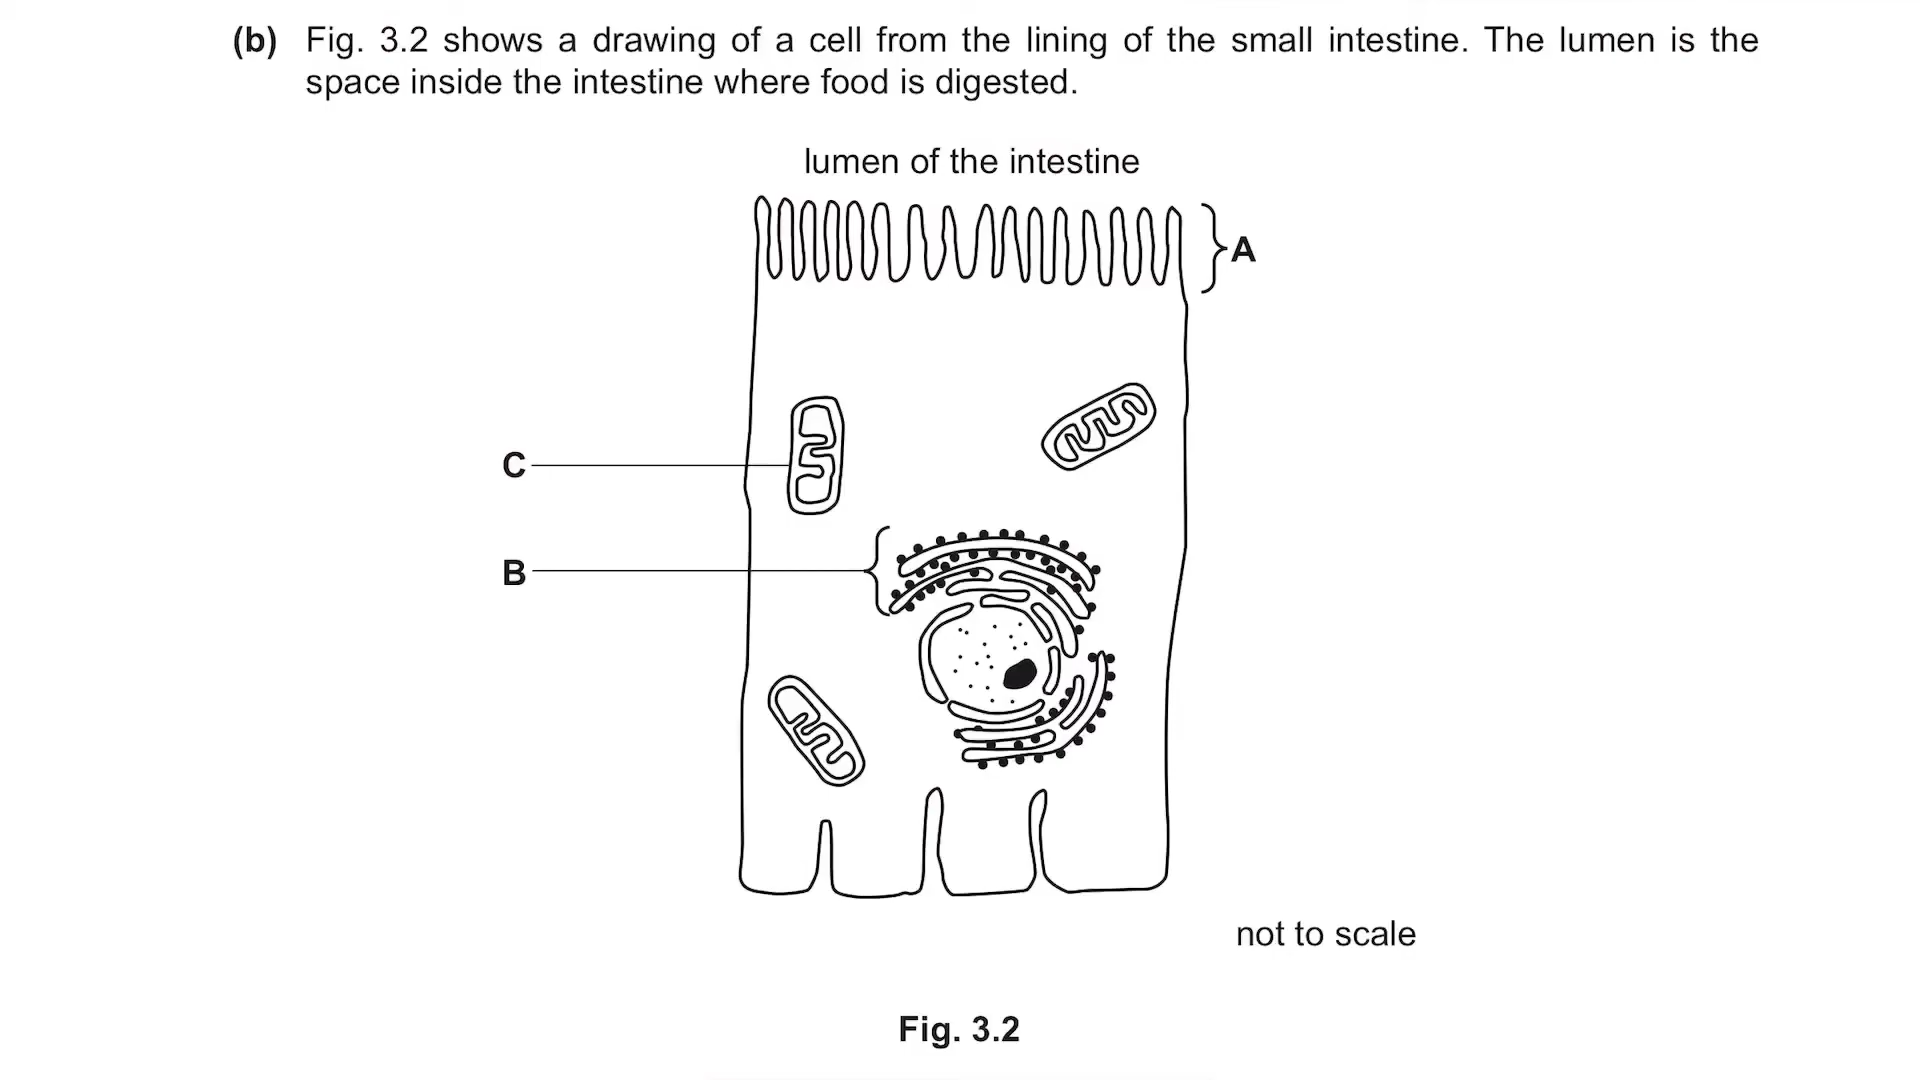 (b) Fig. 3.2 shows a drawing of a cell from the lining of the small intestine. The lumen is the
space inside the intestine where food is digested.
lumen of the intestine
A
C
B
not to scale
Fig. 3.2